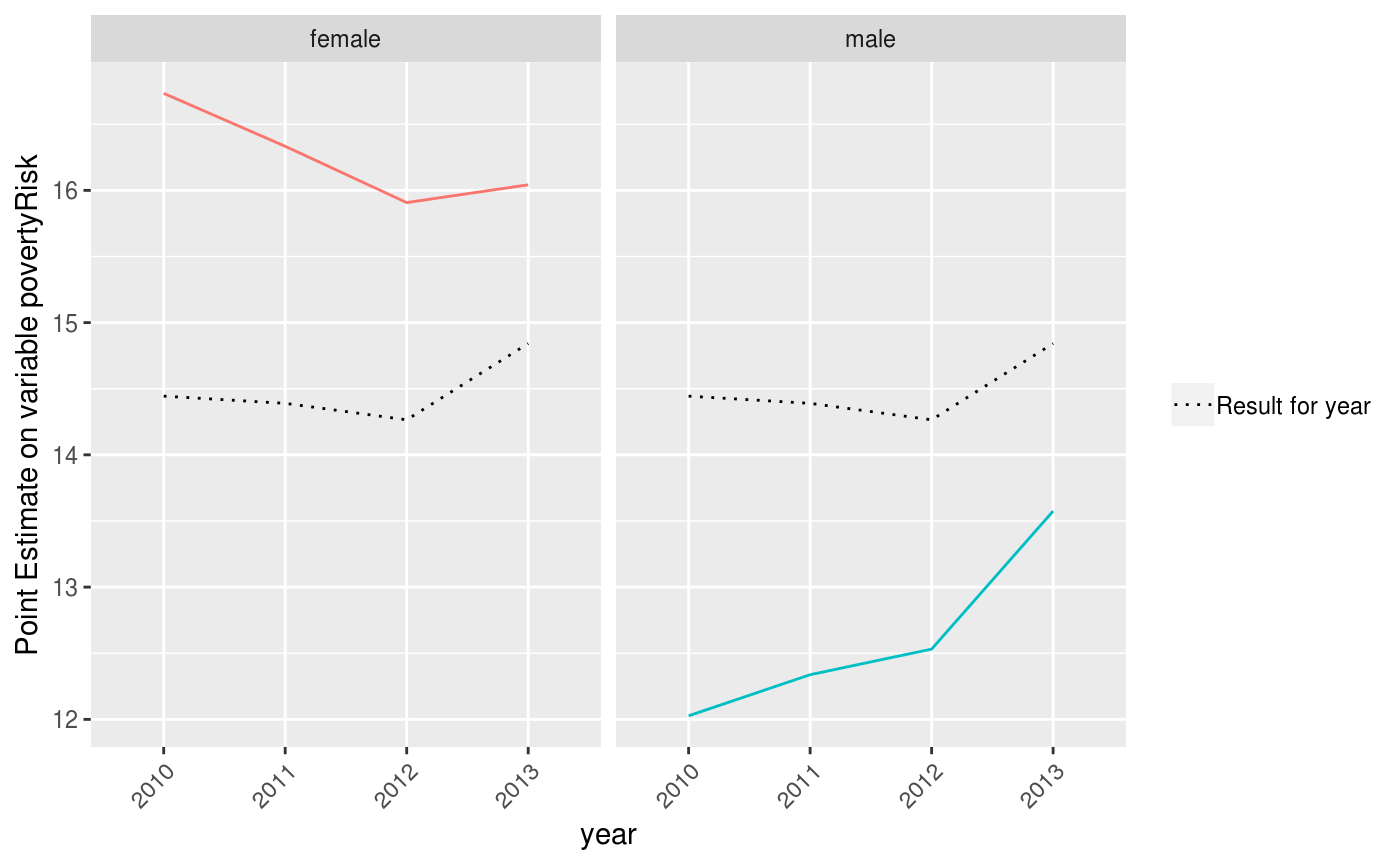 female
male
Point Estimate on variable povertyRisk
16
15
14
13
12
2010
2011
2012
2013
2010
2011
2012
2013
year
Result for year